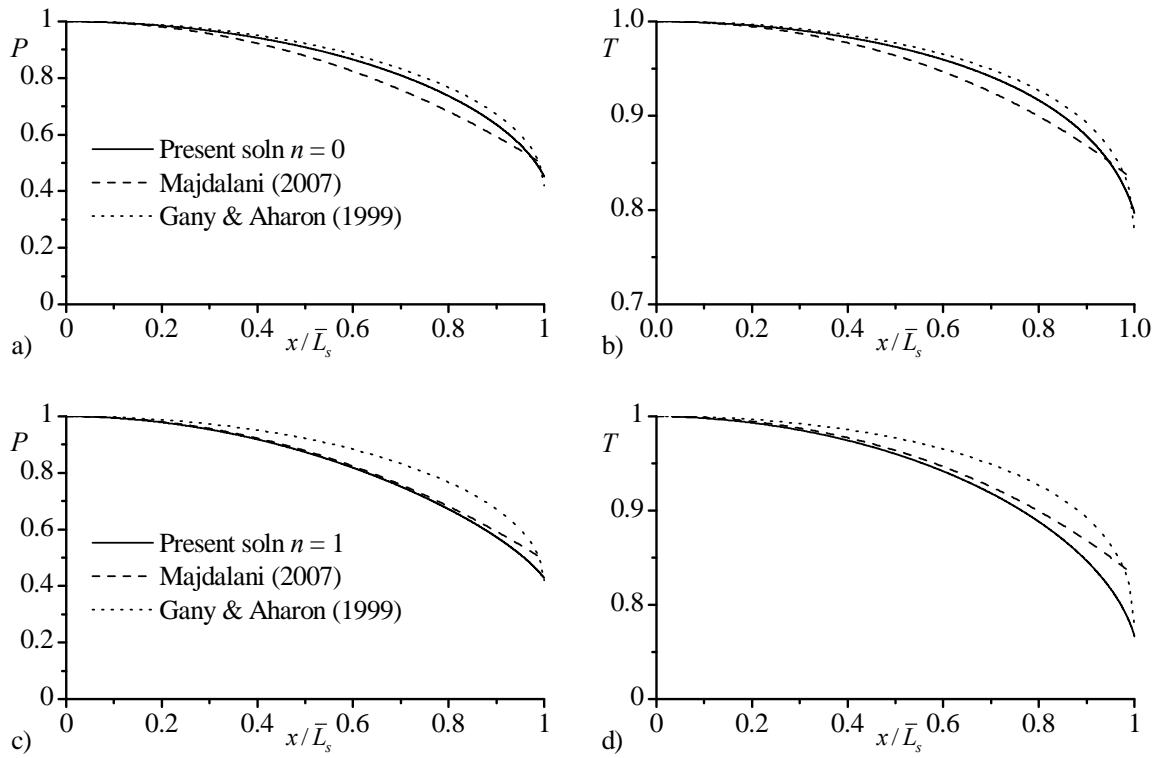 1
P
0.8
0.6
0.4
0.2
0
Present soln n = 0
Majdalani (2007)
Gany & Aharon (1999)
0 0.2 0.4 0.6 0.8 1
a) x / L̄s
1.0
T
0.9
0.8
0.7
0.0 0.2 0.4 0.6 0.8 1.0
b) x / L̄s
1
P
0.8
0.6
0.4
0.2
0
Present soln n = 1
Majdalani (2007)
Gany & Aharon (1999)
0 0.2 0.4 0.6 0.8 1
c) x / L̄s
1
T
0.9
0.8
0
0 0.2 0.4 0.6 0.8 1
d) x / L̄s